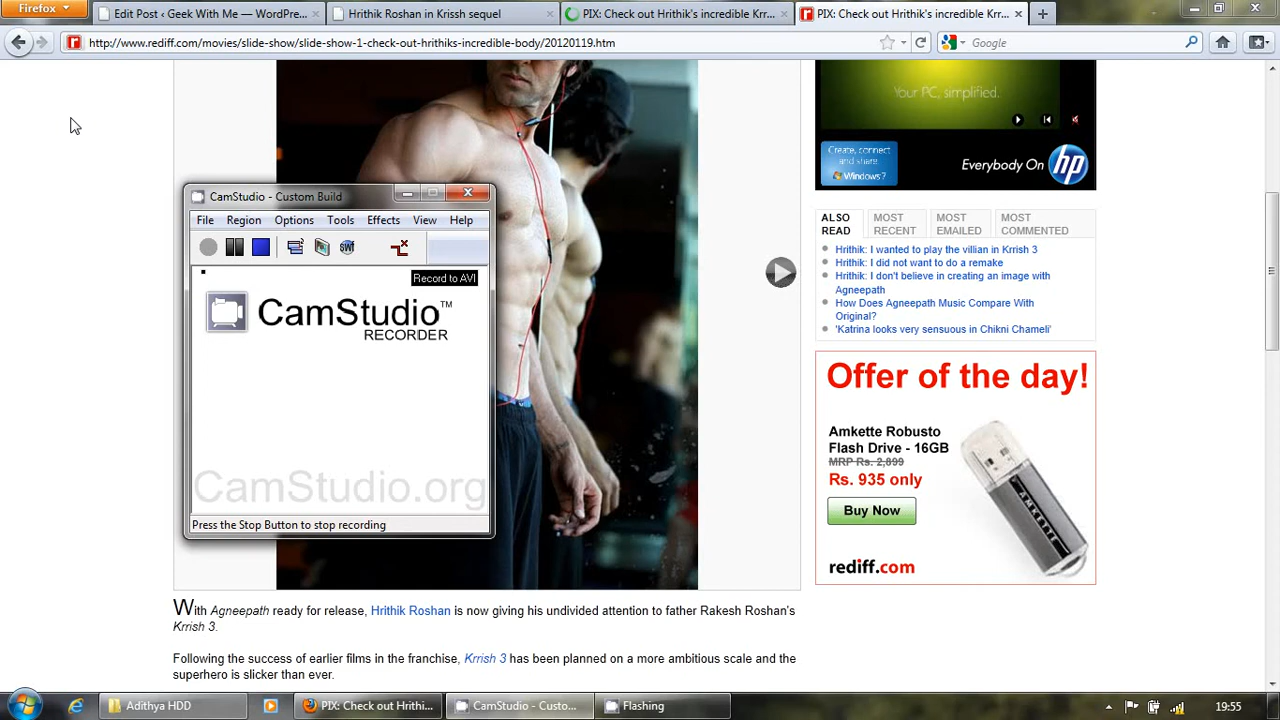 Firefox
Edit Post ‹ Geek With Me — WordPre...
Hrithik Roshan in Krissh sequel
PIX: Check out Hrithik's incredible Krr...
PIX: Check out Hrithik's incredible Krr...
http://www.rediff.com/movies/slide-show/slide-show-1-check-out-hrithiks-incredible-body/20120119.htm
Google
Your PC, simplified.
Create, connect
and share.
Windows7
Everybody On
hp
CamStudio - Custom Build
File Region Options Tools Effects View Help
SWF
Record to AVI
CamStudio™
RECORDER
CamStudio.org
Press the Stop Button to stop recording
ALSO READ
MOST RECENT
MOST EMAILED
MOST COMMENTED
Hrithik: I wanted to play the villian in Krrish 3
Hrithik: I did not want to do a remake
Hrithik: I don't believe in creating an image with
Agneepath
How Does Agneepath Music Compare With
Original?
'Katrina looks very sensuous in Chikni Chameli'
Offer of the day!
Amkette Robusto
Flash Drive - 16GB
MRP Rs. 2,899
Rs. 935 only
Buy Now
AMKETTE
rediff.com
With Agneepath ready for release, Hrithik Roshan is now giving his undivided attention to father Rakesh Roshan's
Krrish 3.
Following the success of earlier films in the franchise, Krrish 3 has been planned on a more ambitious scale and the
superhero is slicker than ever.
Adithya HDD
PIX: Check out Hrithi...
CamStudio - Custo...
Flashing
19:55